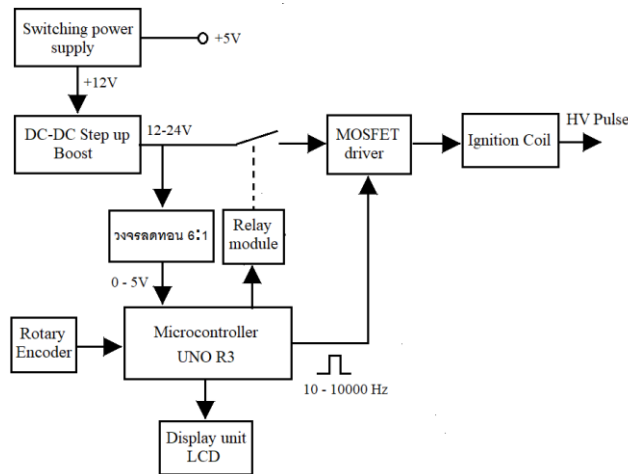 Switching power
supply
+5V
+12V
DC-DC Step up
Boost
12-24V
MOSFET
driver
Ignition Coil
HV Pulse
วงจรลดทอน 6:1
Relay
module
0 - 5V
Rotary
Encoder
Microcontroller
UNO R3
10 - 10000 Hz
Display unit
LCD